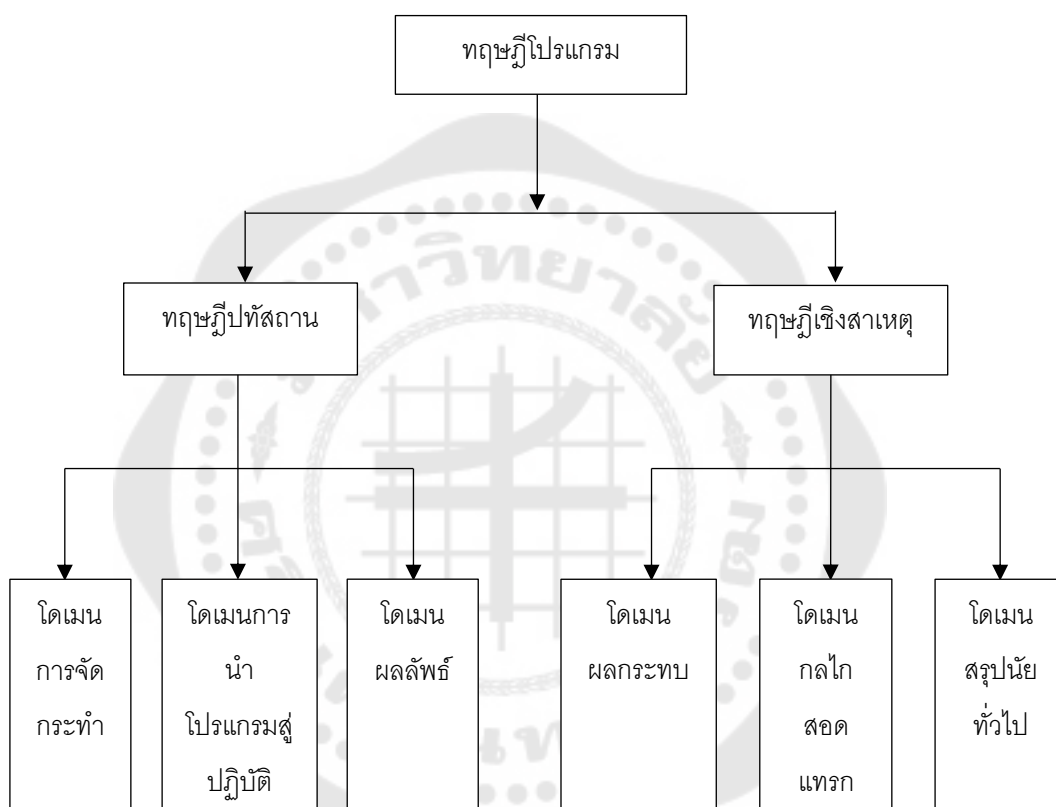 ทฤษฎีโปรแกรม
ทฤษฎีปทัสถาน
ทฤษฎีเชิงสาเหตุ
โดเมน
การจัด
กระทำ
โดเมนการ
นำ
โปรแกรมสู่
ปฏิบัติ
โดเมน
ผลลัพธ์
โดเมน
ผลกระทบ
โดเมน
กลไก
สอด
แทรก
โดเมน
สรุปนัย
ทั่วไป